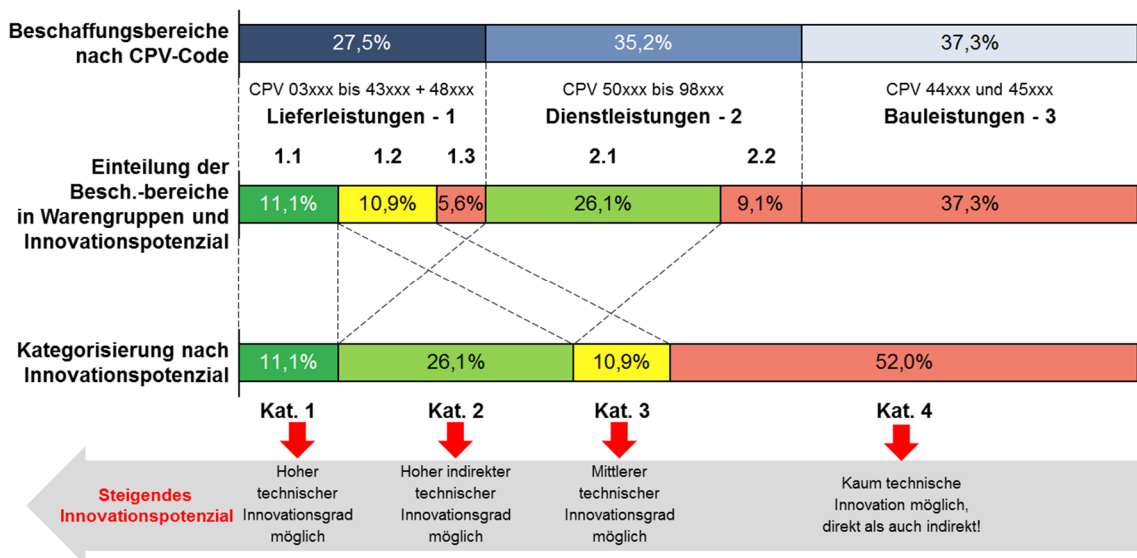 Beschaffungsbereiche
nach CPV-Code
27,5%
35,2%
37,3%
CPV 03xxx bis 43xxx + 48xxx
Lieferleistungen - 1
CPV 50xxx bis 98xxx
Dienstleistungen - 2
CPV 44xxx und 45xxx
Bauleistungen - 3
1.1
1.2
1.3
2.1
2.2
Einteilung der
Besch.-bereiche
in Warengruppen und
Innovationspotenzial
11,1%
10,9%
5,6%
26,1%
9,1%
37,3%
Kategorisierung nach
Innovationspotenzial
11,1%
26,1%
10,9%
52,0%
Kat. 1
Kat. 2
Kat. 3
Kat. 4
Steigendes
Innovationspotenzial
Hoher
technischer
Innovationsgrad
möglich
Hoher indirekter
technischer
Innovationsgrad
möglich
Mittlerer
technischer
Innovationsgrad
möglich
Kaum technische
Innovation möglich,
direkt als auch indirekt!